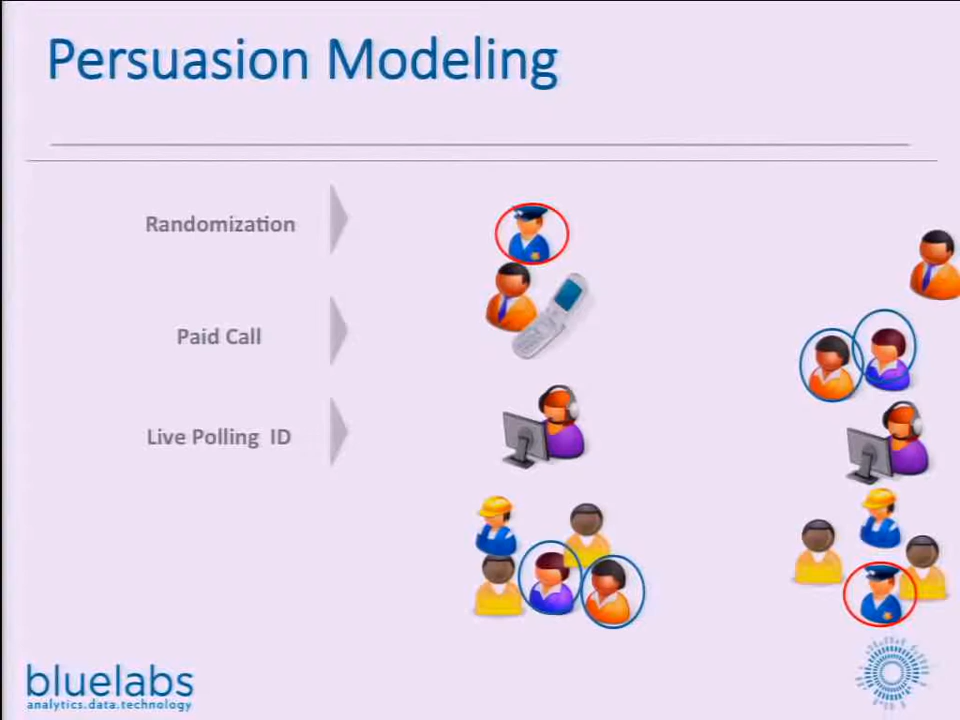 Persuasion Modeling
Randomization
Paid Call
Live Polling ID
bluelabs
analytics.data.technology